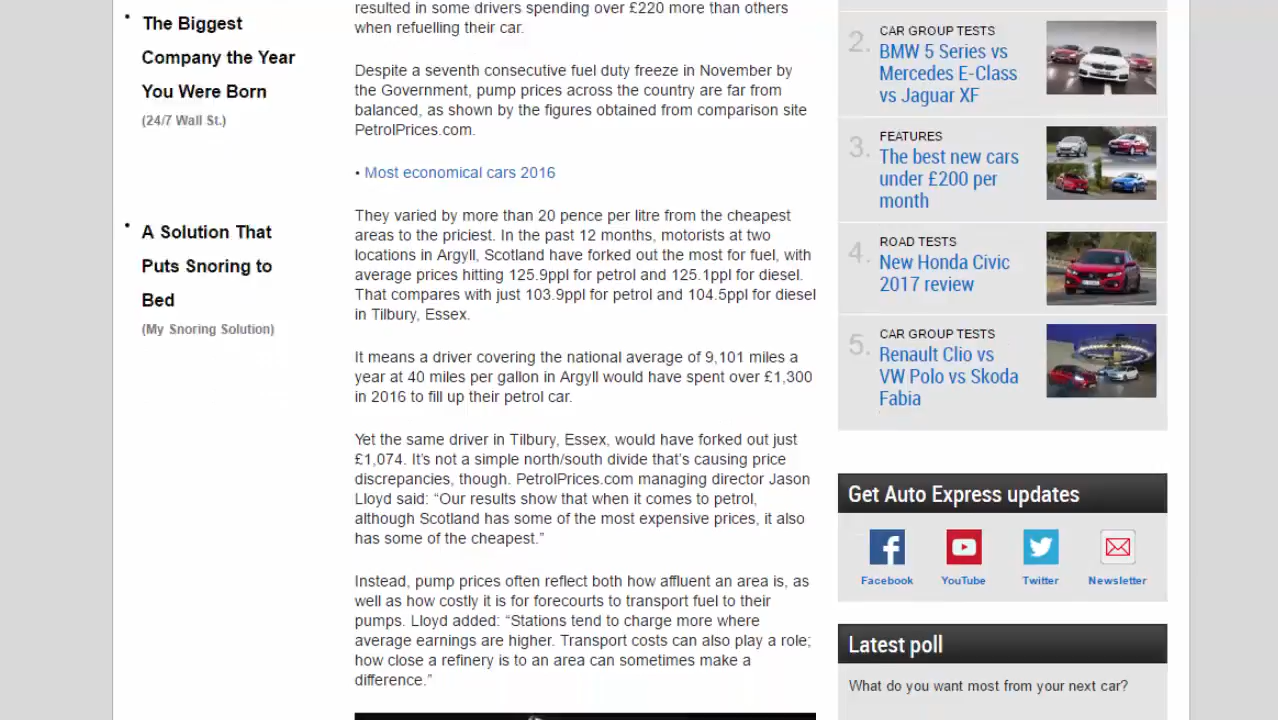 The Biggest
Company the Year
You Were Born
(24/7 Wall St.)
A Solution That
Puts Snoring to
Bed
(My Snoring Solution)
resulted in some drivers spending over £220 more than others
when refuelling their car.
Despite a seventh consecutive fuel duty freeze in November by
the Government, pump prices across the country are far from
balanced, as shown by the figures obtained from comparison site
PetrolPrices.com.
• Most economical cars 2016
They varied by more than 20 pence per litre from the cheapest
areas to the priciest. In the past 12 months, motorists at two
locations in Argyll, Scotland have forked out the most for fuel, with
average prices hitting 125.9ppl for petrol and 125.1ppl for diesel.
That compares with just 103.9ppl for petrol and 104.5ppl for diesel
in Tilbury, Essex.
It means a driver covering the national average of 9,101 miles a
year at 40 miles per gallon in Argyll would have spent over £1,300
in 2016 to fill up their petrol car.
Yet the same driver in Tilbury, Essex, would have forked out just
£1,074. It’s not a simple north/south divide that’s causing price
discrepancies, though. PetrolPrices.com managing director Jason
Lloyd said: “Our results show that when it comes to petrol,
although Scotland has some of the most expensive prices, it also
has some of the cheapest.”
Instead, pump prices often reflect both how affluent an area is, as
well as how costly it is for forecourts to transport fuel to their
pumps. Lloyd added: “Stations tend to charge more where
average earnings are higher. Transport costs can also play a role;
how close a refinery is to an area can sometimes make a
difference.”
2. CAR GROUP TESTS
BMW 5 Series vs
Mercedes E-Class
vs Jaguar XF
3. FEATURES
The best new cars
under £200 per
month
4. ROAD TESTS
New Honda Civic
2017 review
5. CAR GROUP TESTS
Renault Clio vs
VW Polo vs Skoda
Fabia
Get Auto Express updates
Facebook YouTube Twitter Newsletter
Latest poll
What do you want most from your next car?